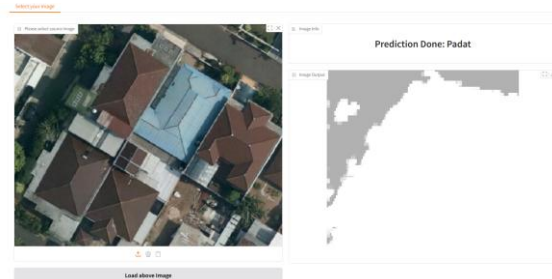 Select your Image
Please select source image
Image Info
Prediction Done: Padat
Image Output
Load above Image